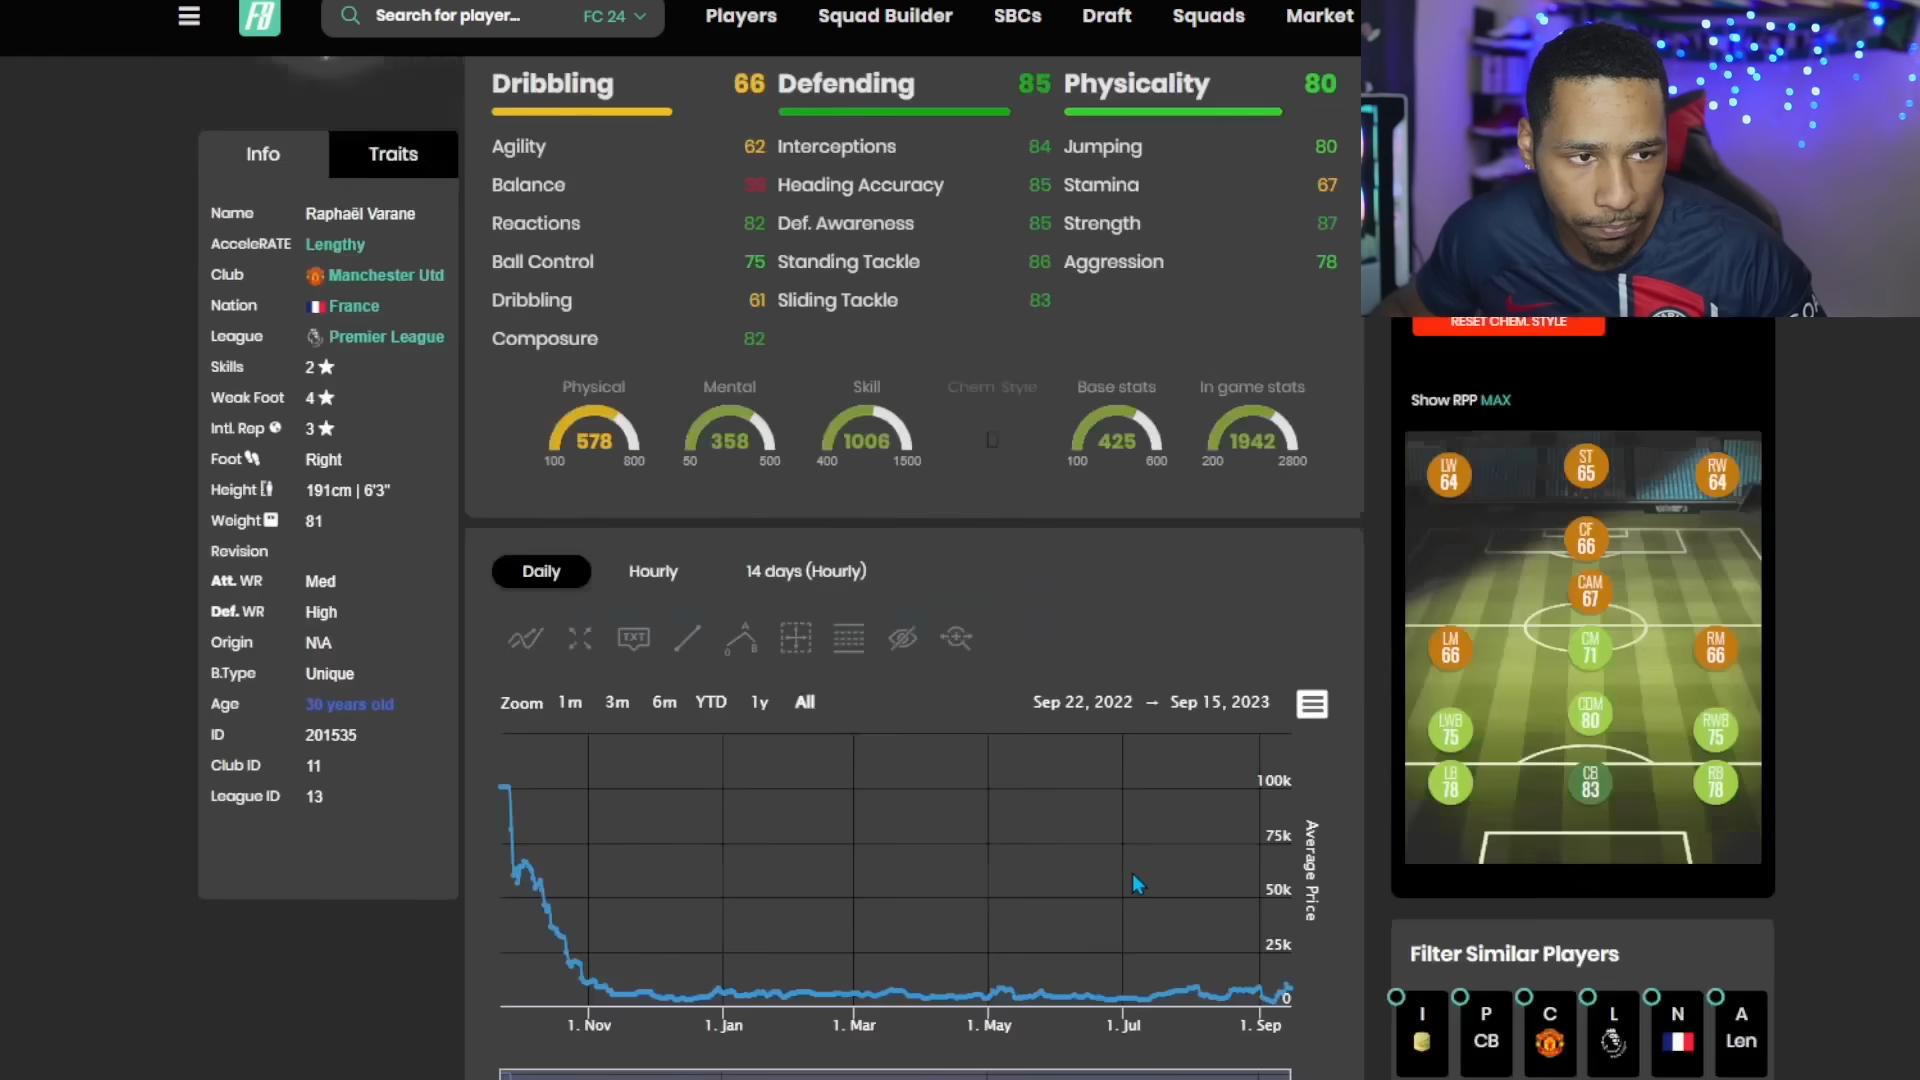 Search for player...
FC 24
Players
Squad Builder
SBCs
Draft
Squads
Market
Info
Traits
Name Raphaël Varane
AcceleRATE Lengthy
Club Manchester Utd
Nation France
League Premier League
Skills 2
Weak Foot 4
Intl. Rep 3
Foot Right
Height 191cm | 6'3"
Weight 81
Revision
Att. WR Med
Def. WR High
Origin N\A
B.Type Unique
Age 30 years old
ID 201535
Club ID 11
League ID 13
Dribbling 66
Agility 62
Balance
Reactions 82
Ball Control 75
Dribbling 61
Composure 82
Defending 85
Interceptions 84
Heading Accuracy 85
Def. Awareness 85
Standing Tackle 86
Sliding Tackle 83
Physicality 80
Jumping 80
Stamina 67
Strength 87
Aggression 78
Physical
578
100 800
Mental
358
50 500
Skill
1006
400 1500
Chem Style
Base stats
425
100 600
In game stats
1942
200 2800
Daily
Hourly
14 days (Hourly)
TXT
Zoom 1m 3m 6m YTD 1y All
Sep 22, 2022 → Sep 15, 2023
100k
75k
50k
25k
0
Average Price
1. Nov
1. Jan
1. Mar
1. May
1. Jul
1. Sep
RESET CHEM. STYLE
Show RPP MAX
LW
64
ST
65
RW
64
CF
66
CAM
67
LM
66
CM
71
RM
66
LWB
75
CDM
80
RWB
75
LB
78
CB
83
RB
78
Filter Similar Players
I
P
CB
C
L
N
A
Len